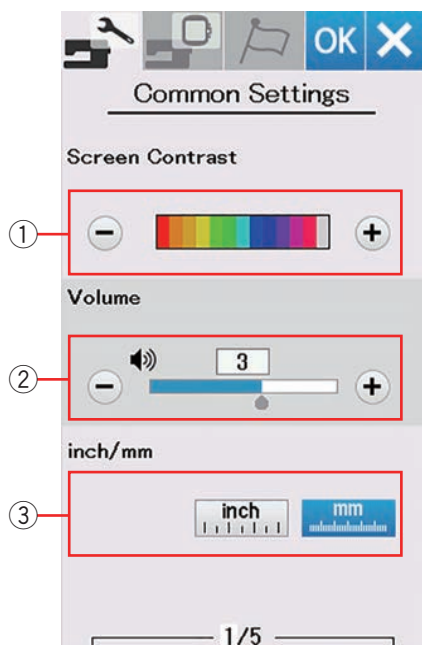 OK
Common Settings
Screen Contrast
①
− +
Volume
②
3
− +
inch/mm
③
inch mm
1/5